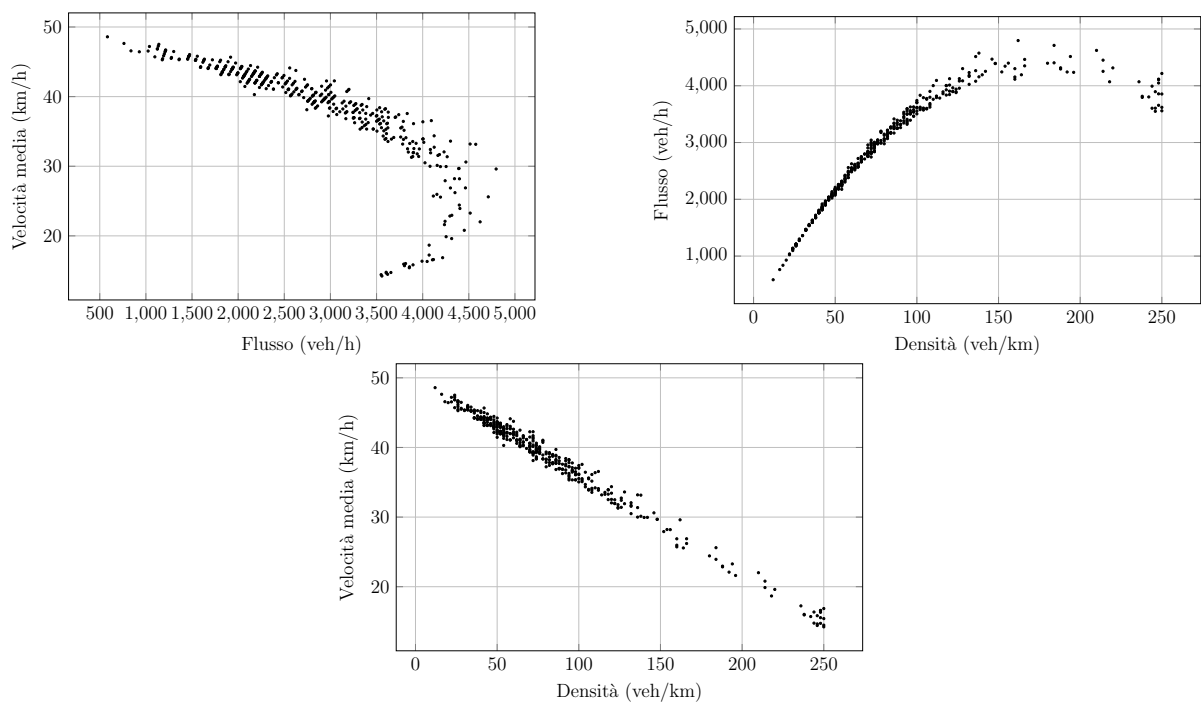 50
40
30
20
Velocità media (km/h)
500 1,000 1,500 2,000 2,500 3,000 3,500 4,000 4,500 5,000
Flusso (veh/h)
5,000
4,000
3,000
2,000
1,000
Flusso (veh/h)
0 50 100 150 200 250
Densità (veh/km)
50
40
30
20
Velocità media (km/h)
0 50 100 150 200 250
Densità (veh/km)